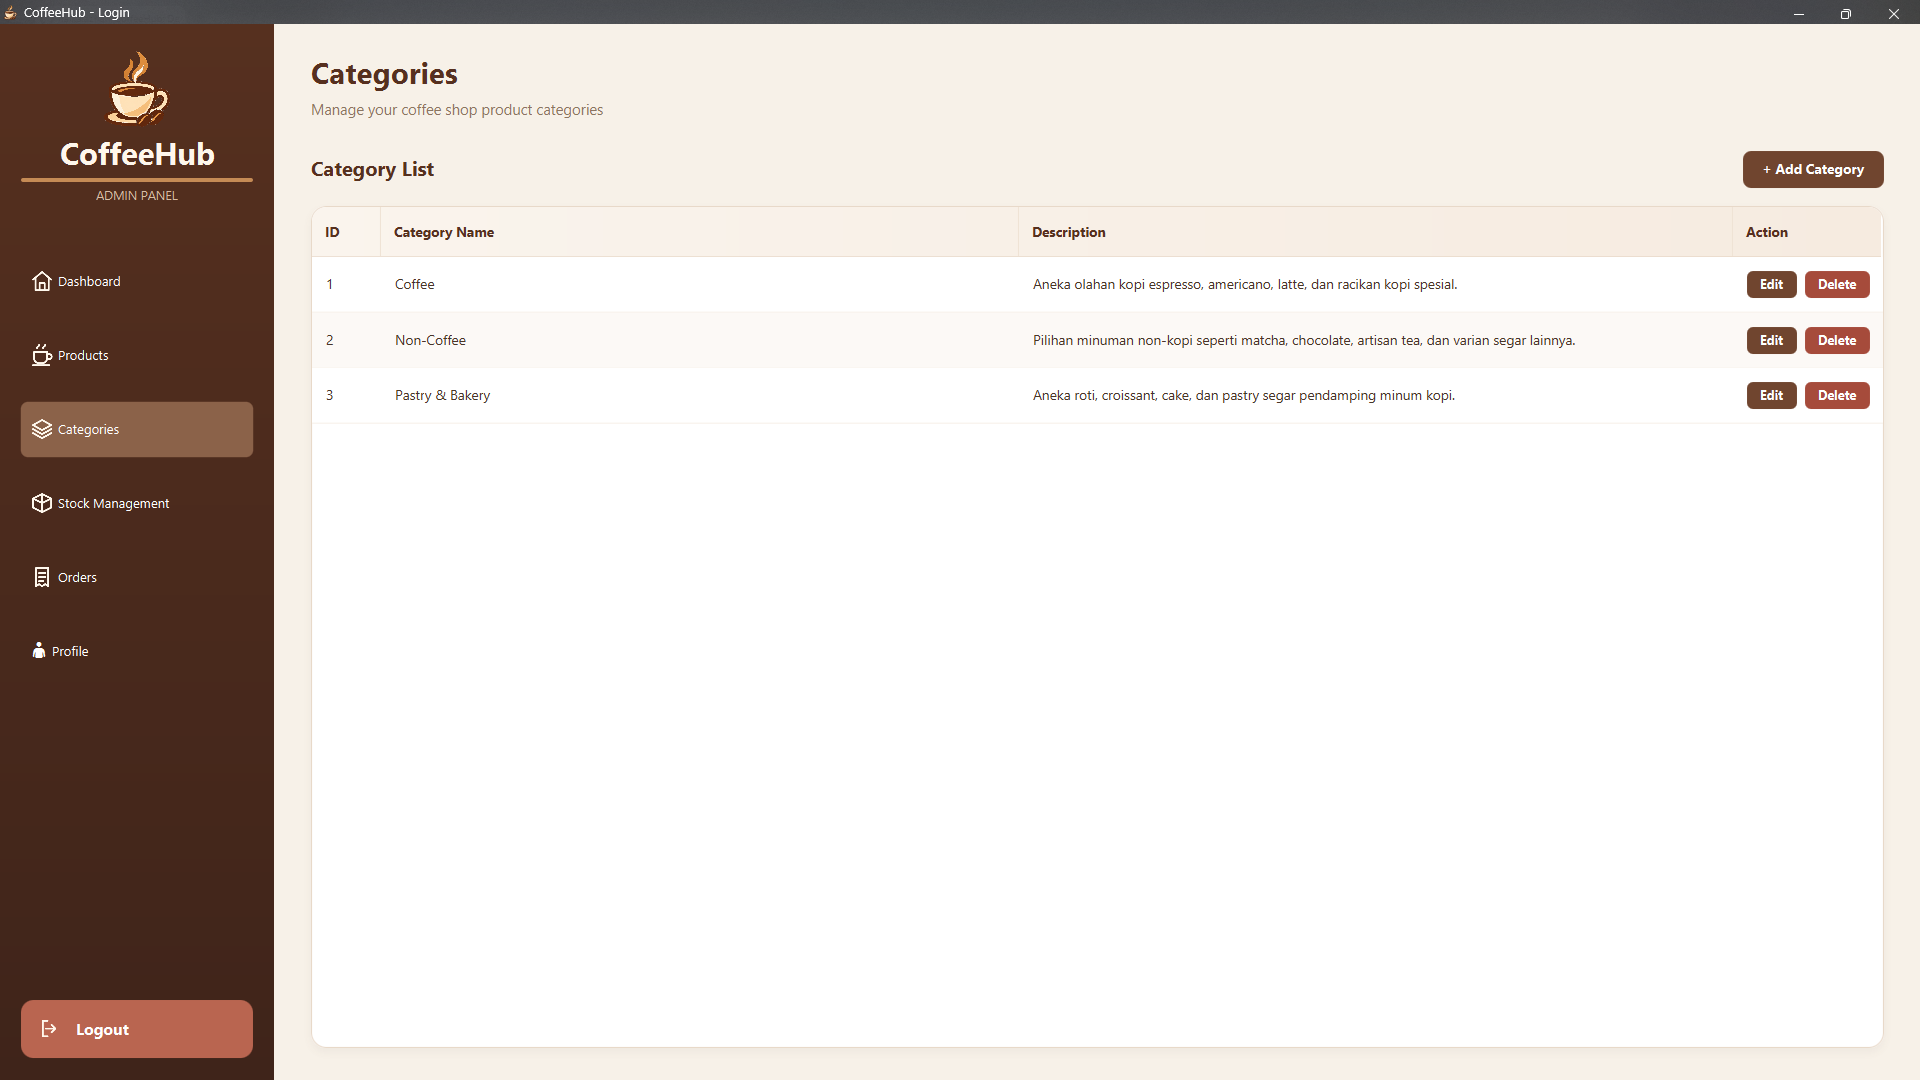 CoffeeHub - Login
CoffeeHub
ADMIN PANEL
Dashboard
Products
Categories
Stock Management
Orders
Profile
Logout
Categories
Manage your coffee shop product categories
Category List
+ Add Category
ID Category Name Description Action
1 Coffee Aneka olahan kopi espresso, americano, latte, dan racikan kopi spesial. Edit Delete
2 Non-Coffee Pilihan minuman non-kopi seperti matcha, chocolate, artisan tea, dan varian segar lainnya. Edit Delete
3 Pastry & Bakery Aneka roti, croissant, cake, dan pastry segar pendamping minum kopi. Edit Delete